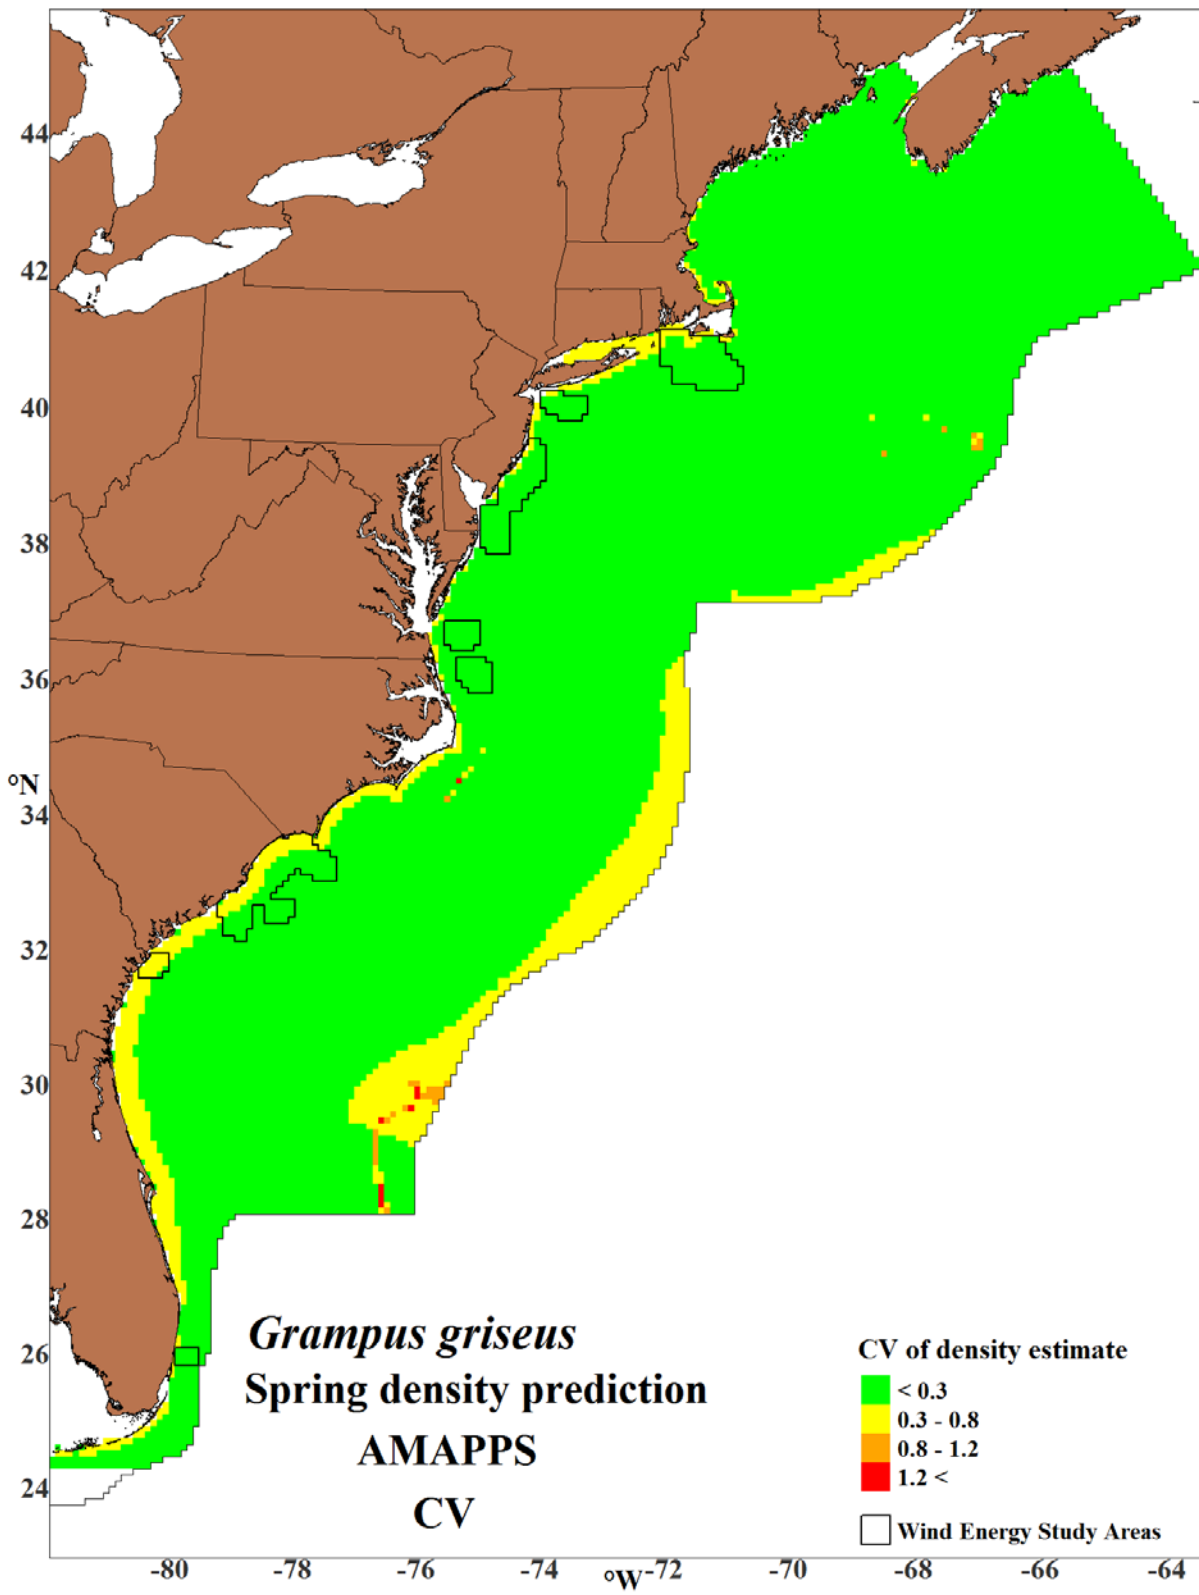 44
42
40
38
36
°N
34
32
30
28
26
24
Grampus griseus
Spring density prediction
AMAPPS
CV
CV of density estimate
< 0.3
0.3 - 0.8
0.8 - 1.2
1.2 <
Wind Energy Study Areas
-80 -78 -76 -74 -72 -70 -68 -66 -64
°W